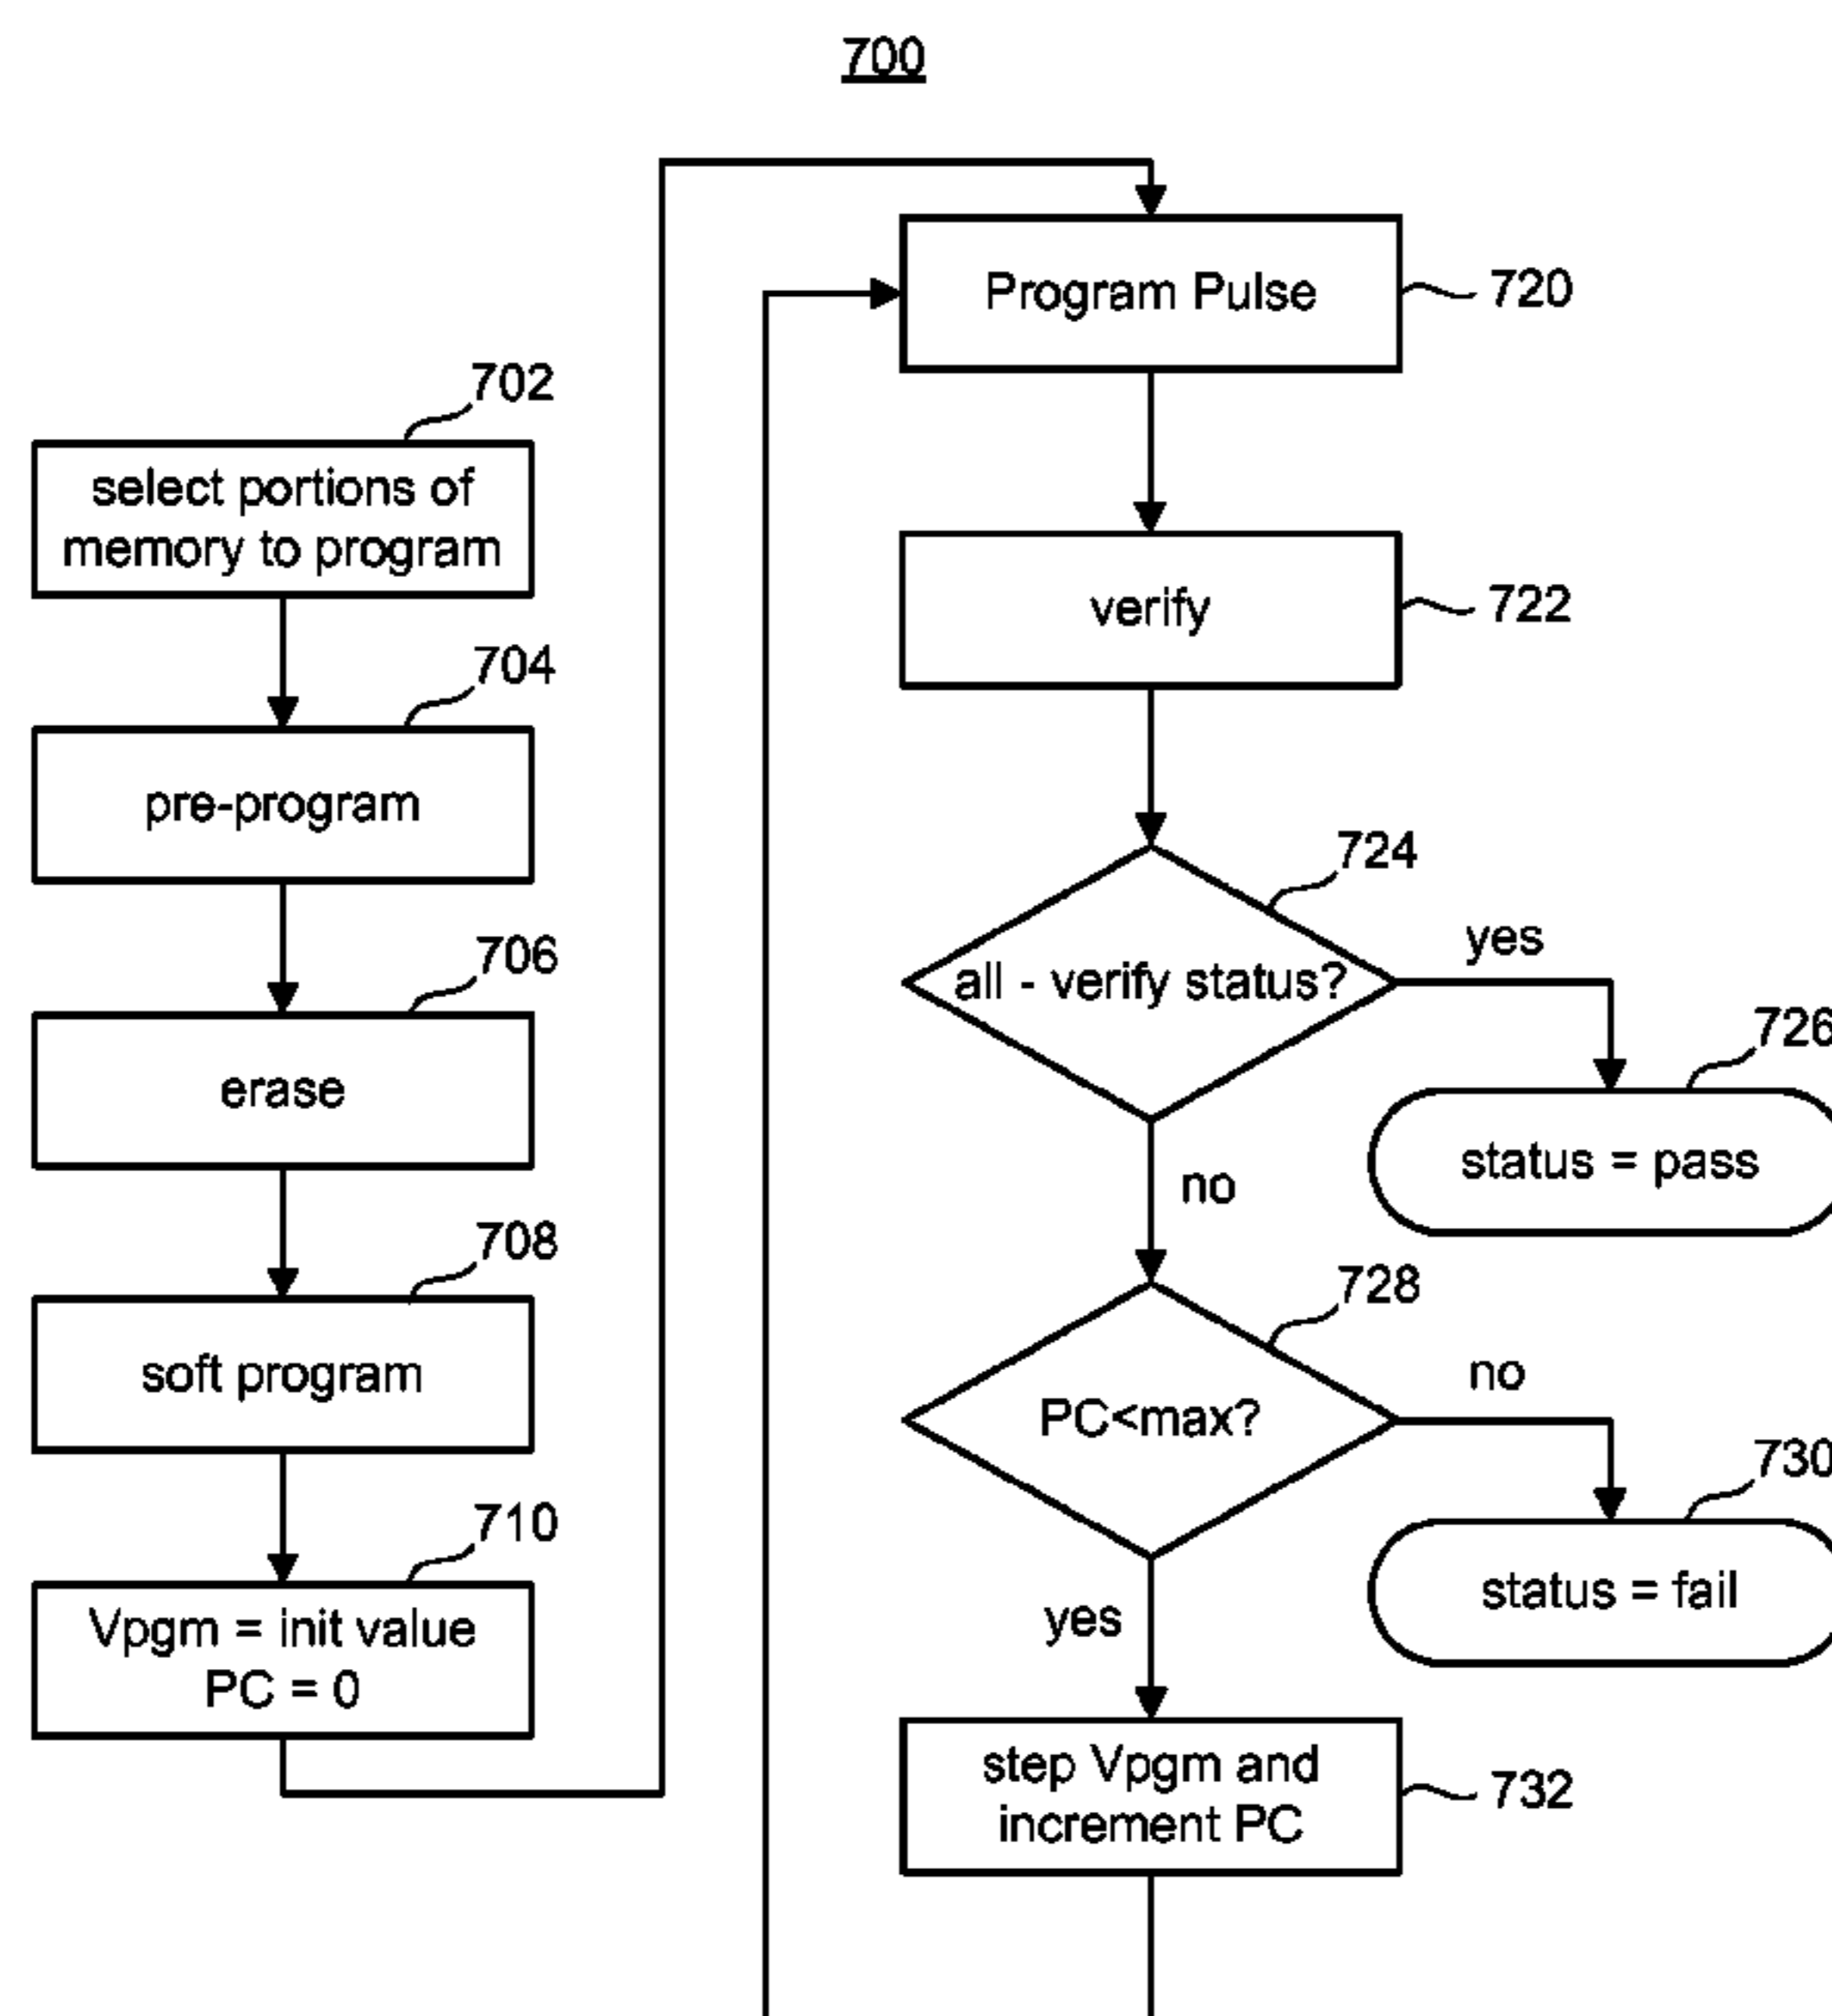 700
702
select portions of
memory to program
704
pre-program
706
erase
708
soft program
710
Vpgm = init value
PC = 0
Program Pulse
720
verify
722
724
all - verify status?
yes
726
status = pass
no
728
PC<max?
no
730
status = fail
yes
step Vpgm and
increment PC
732